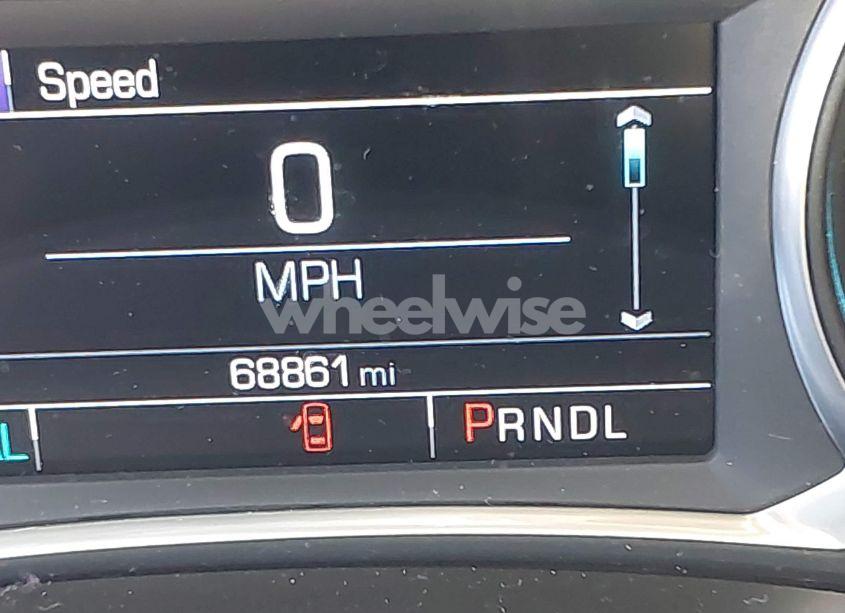 Speed
0
MPH
wheelwise
68861 mi
PRNDL